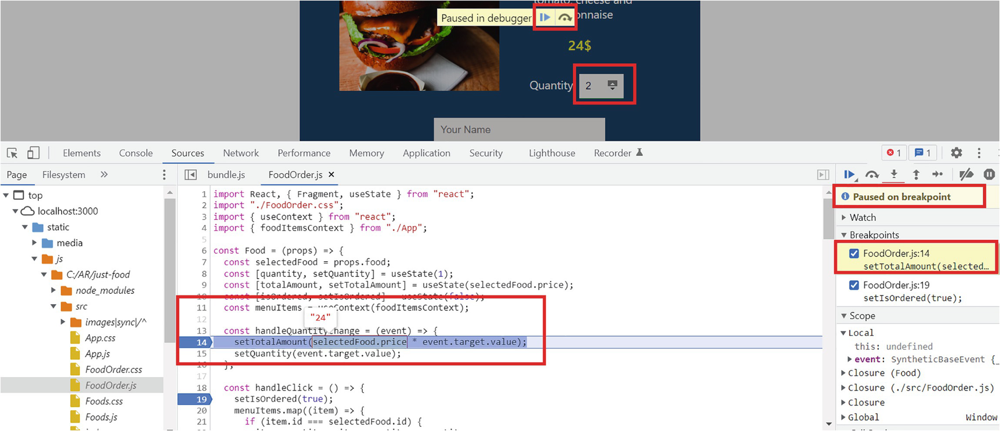 tomato, cheese and
Paused in debugger
onnaise
24$
Quantity
2
Your Name
Elements
Console
Sources
Network
Performance
Memory
Application
Security
Lighthouse
Recorder
1
1
Page
Filesystem
bundle.js
FoodOrder.js
top
localhost:3000
static
media
js
C:/AR/just-food
node_modules
src
images|sync|/^
App.css
App.js
FoodOrder.css
FoodOrder.js
Foods.css
Foods.js
1 import React, { Fragment, useState } from "react";
2 import "./FoodOrder.css";
3 import { useContext } from "react";
4 import { foodItemsContext } from "./App";
5
6 const Food = (props) => {
7 const selectedFood = props.food;
8 const [quantity, setQuantity] = useState(1);
9 const [totalAmount, setTotalAmount] = useState(selectedFood.price);
10 const [isOrdered, setIsOrdered] = useState(false);
11 const menuItems = useContext(foodItemsContext);
12
"24"
13 const handleQuantityChange = (event) => {
14 setTotalAmount(selectedFood.price * event.target.value);
15 setQuantity(event.target.value);
16 };
17
18 const handleClick = () => {
19 setIsOrdered(true);
20 menuItems.map((item) => {
21 if (item.id === selectedFood.id) {
Paused on breakpoint
Watch
Breakpoints
FoodOrder.js:14
setTotalAmount(selected…
FoodOrder.js:19
setIsOrdered(true);
Scope
Local
this: undefined
event: SyntheticBaseEvent {_
Closure (Food)
Closure (./src/FoodOrder.js)
Closure
Global Window